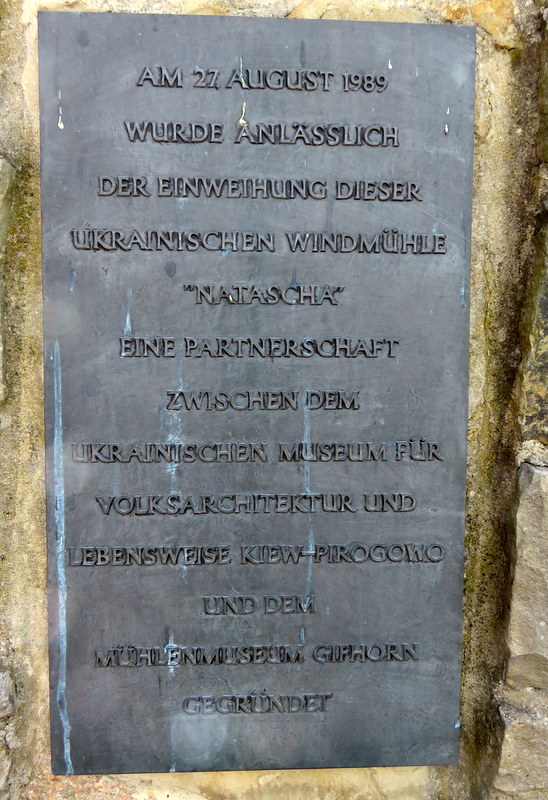 AM 27. AUGUST 1989
WURDE ANLÄSSLICH
DER EINWEIHUNG DIESER
UKRAINISCHEN WINDMÜHLE
"NATASCHA"
EINE PARTNERSCHAFT
ZWISCHEN DEM
UKRAINISCHEN MUSEUM FÜR
VOLKSARCHITEKTUR UND
LEBENSWEISE KIEW-PIROGOWO
UND DEM
MÜHLENMUSEUM GIFHORN
GEGRÜNDET